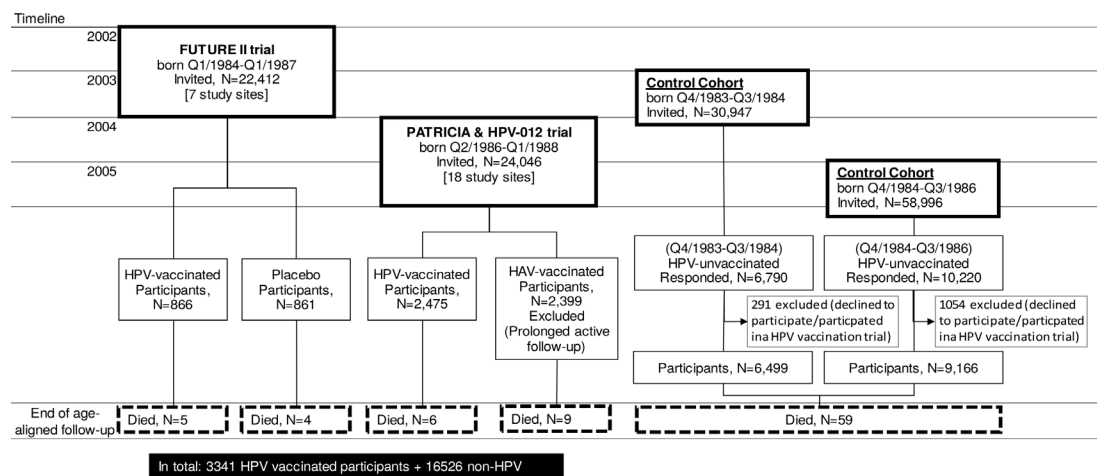 Timeline
2002
2003
2004
2005
FUTURE II trial
born Q1/1984-Q1/1987
Invited, N=22,412
[7 study sites]
PATRICIA & HPV-012 trial
born Q2/1986-Q1/1988
Invited, N=24,046
[18 study sites]
Control Cohort
born Q4/1983-Q3/1984
Invited, N=30,947
Control Cohort
born Q4/1984-Q3/1986
Invited, N=58,996
HPV-vaccinated
Participants,
N=866
Placebo
Participants,
N=861
HPV-vaccinated
Participants,
N=2,475
HAV-vaccinated
Participants,
N=2,399
Excluded
(Prolonged active
follow-up)
(Q4/1983-Q3/1984)
HPV-unvaccinated
Responded, N=6,790
(Q4/1984-Q3/1986)
HPV-unvaccinated
Responded, N=10,220
291 excluded (declined to
participate/particpated
ina HPV vaccination trial)
1054 excluded (declined
to participate/particpated
ina HPV vaccination trial)
Participants, N=6,499
Participants, N=9,166
End of age-
aligned follow-up
Died, N=5
Died, N=4
Died, N=6
Died, N=9
Died, N=59
In total: 3341 HPV vaccinated participants + 16526 non-HPV